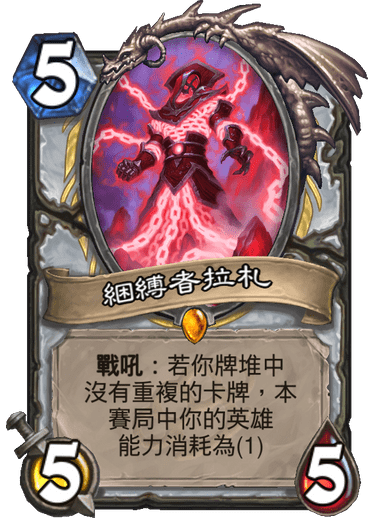 5
綑縛者拉札
戰吼：若你牌堆中
沒有重複的卡牌，本
賽局中你的英雄
能力消耗為(1)
5
5